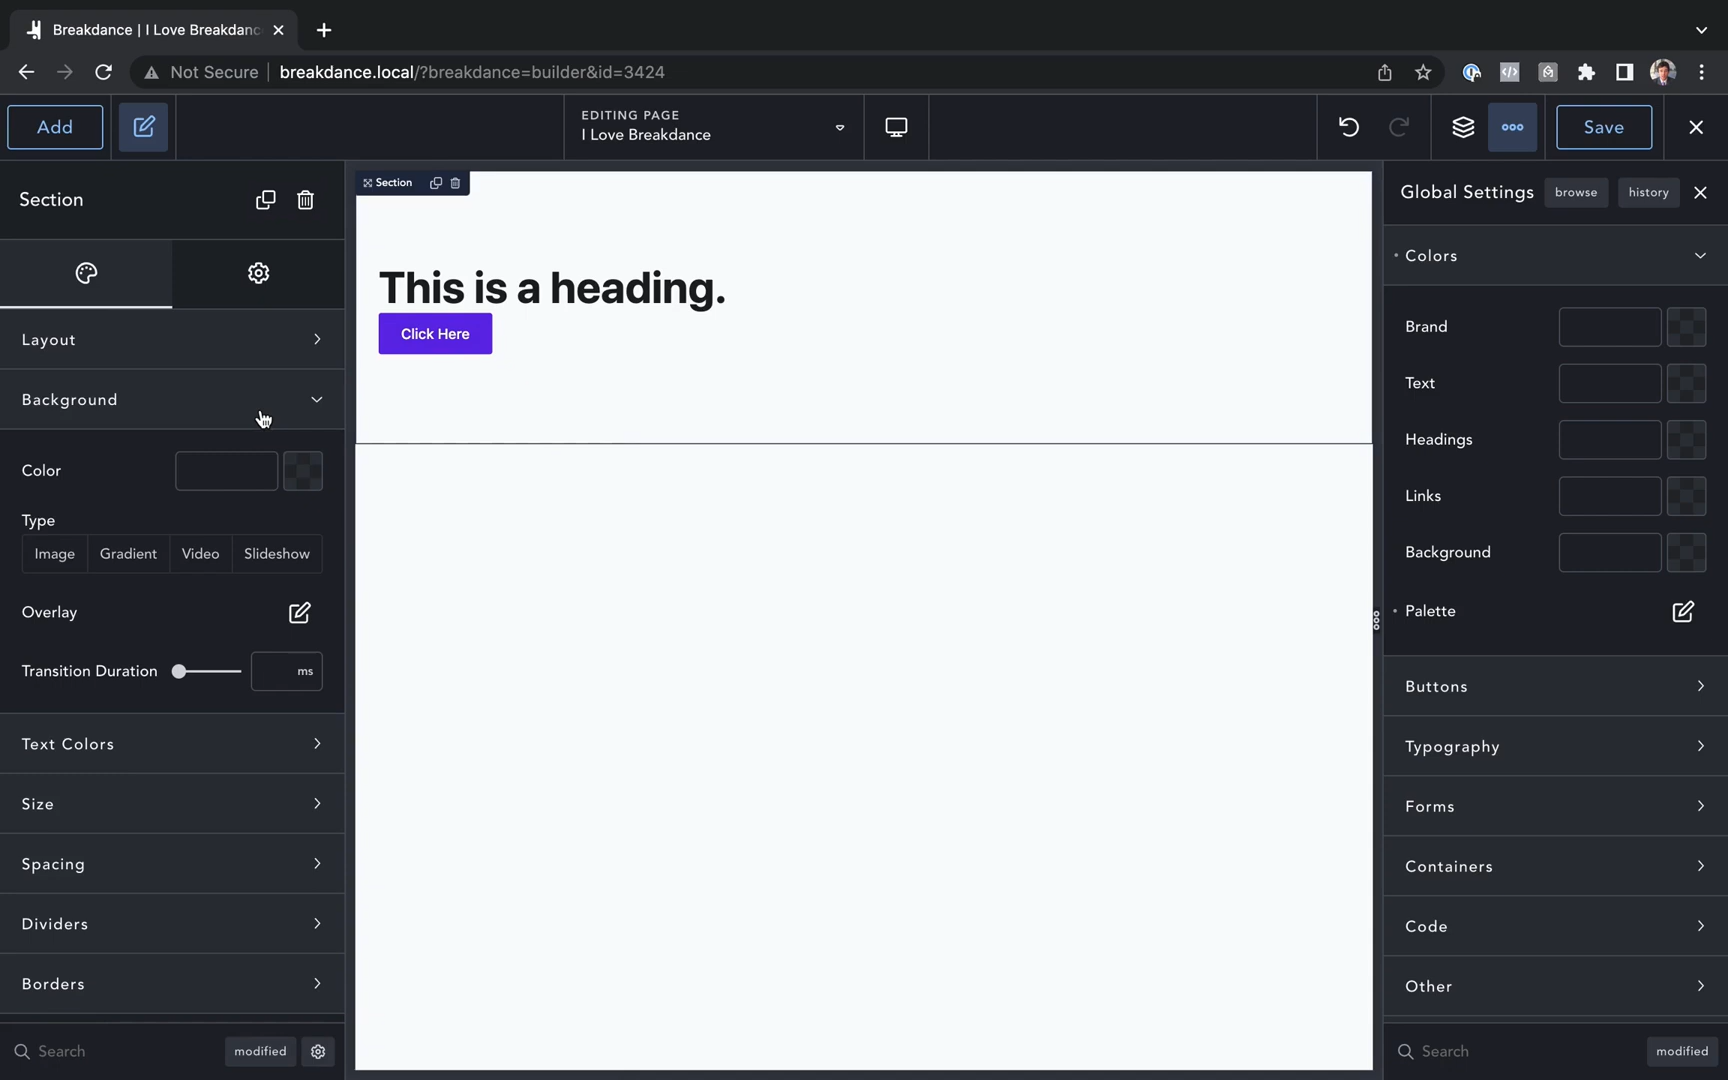 Breakdance | I Love Breakdanc
Not Secure
breakdance.local/?breakdance=builder&id=3424
Add
EDITING PAGE
I Love Breakdance
Save
Section
Layout
Background
Color
Type
Image
Gradient
Video
Slideshow
Overlay
Transition Duration
ms
Text Colors
Size
Spacing
Dividers
Borders
Search
modified
Section
This is a heading.
Click Here
Global Settings
browse
history
Colors
Brand
Text
Headings
Links
Background
Palette
Buttons
Typography
Forms
Containers
Code
Other
Search
modified